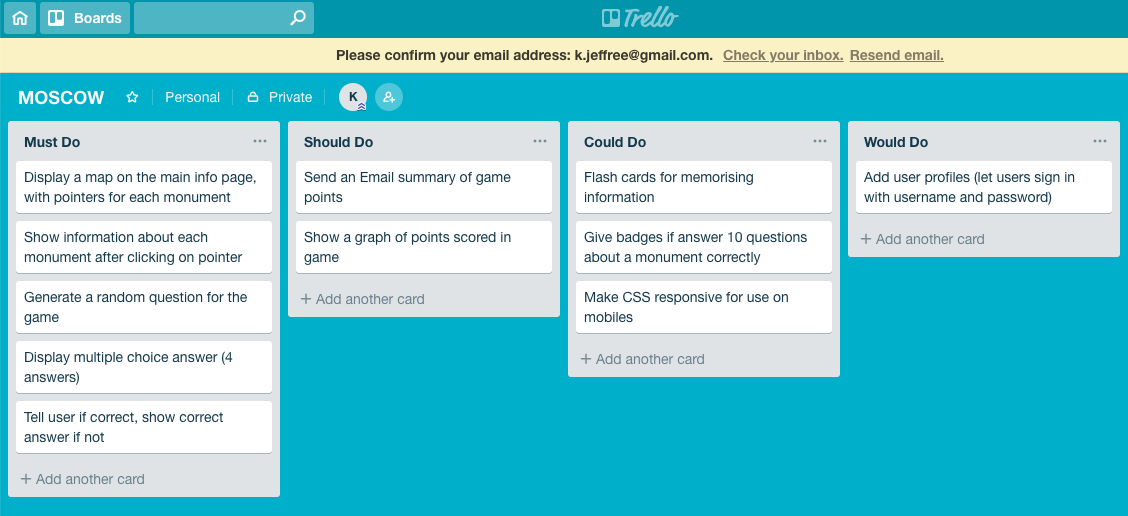 Boards
Trello
Please confirm your email address: k.jeffree@gmail.com. Check your inbox. Resend email.
MOSCOW Personal Private K
Must Do
Display a map on the main info page,
with pointers for each monument
Show information about each
monument after clicking on pointer
Generate a random question for the
game
Display multiple choice answer (4
answers)
Tell user if correct, show correct
answer if not
+ Add another card
Should Do
Send an Email summary of game
points
Show a graph of points scored in
game
+ Add another card
Could Do
Flash cards for memorising
information
Give badges if answer 10 questions
about a monument correctly
Make CSS responsive for use on
mobiles
+ Add another card
Would Do
Add user profiles (let users sign in
with username and password)
+ Add another card